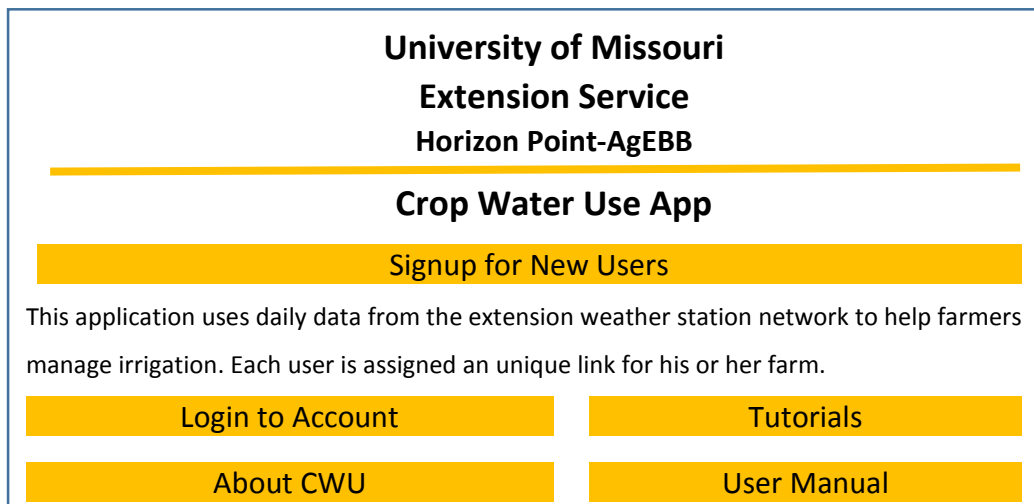 University of Missouri
Extension Service
Horizon Point-AgEBB
Crop Water Use App
Signup for New Users
This application uses daily data from the extension weather station network to help farmers
manage irrigation. Each user is assigned an unique link for his or her farm.
Login to Account
Tutorials
About CWU
User Manual